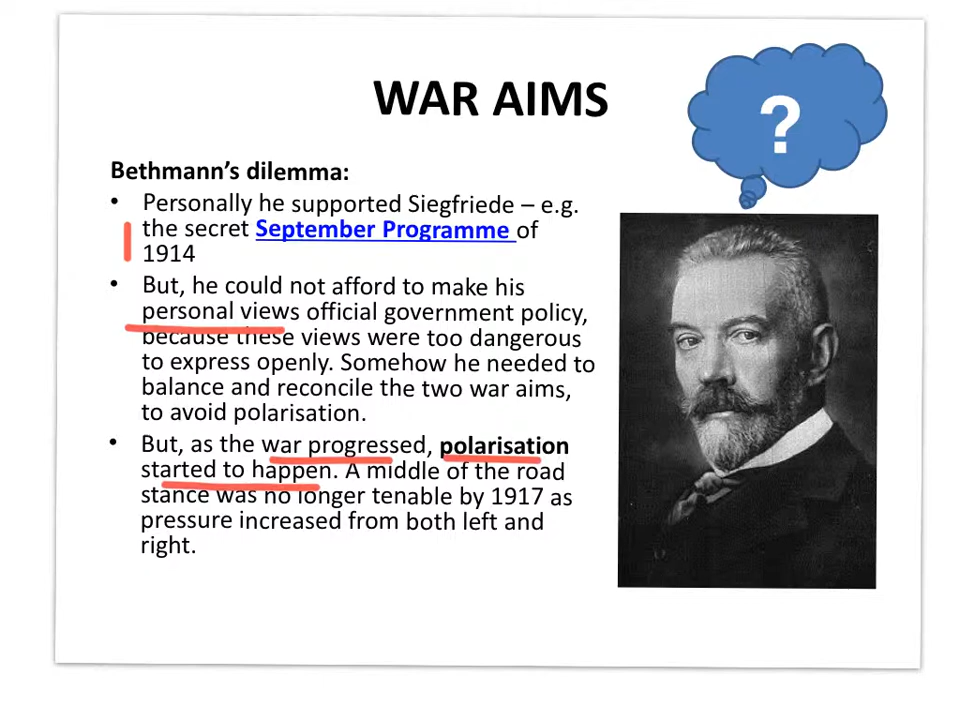 WAR AIMS
?
Bethmann's dilemma:
• Personally he supported Siegfriede – e.g.
the secret September Programme of
1914
• But, he could not afford to make his
personal views official government policy,
because these views were too dangerous
to express openly. Somehow he needed to
balance and reconcile the two war aims,
to avoid polarisation.
• But, as the war progressed, polarisation
started to happen. A middle of the road
stance was no longer tenable by 1917 as
pressure increased from both left and
right.